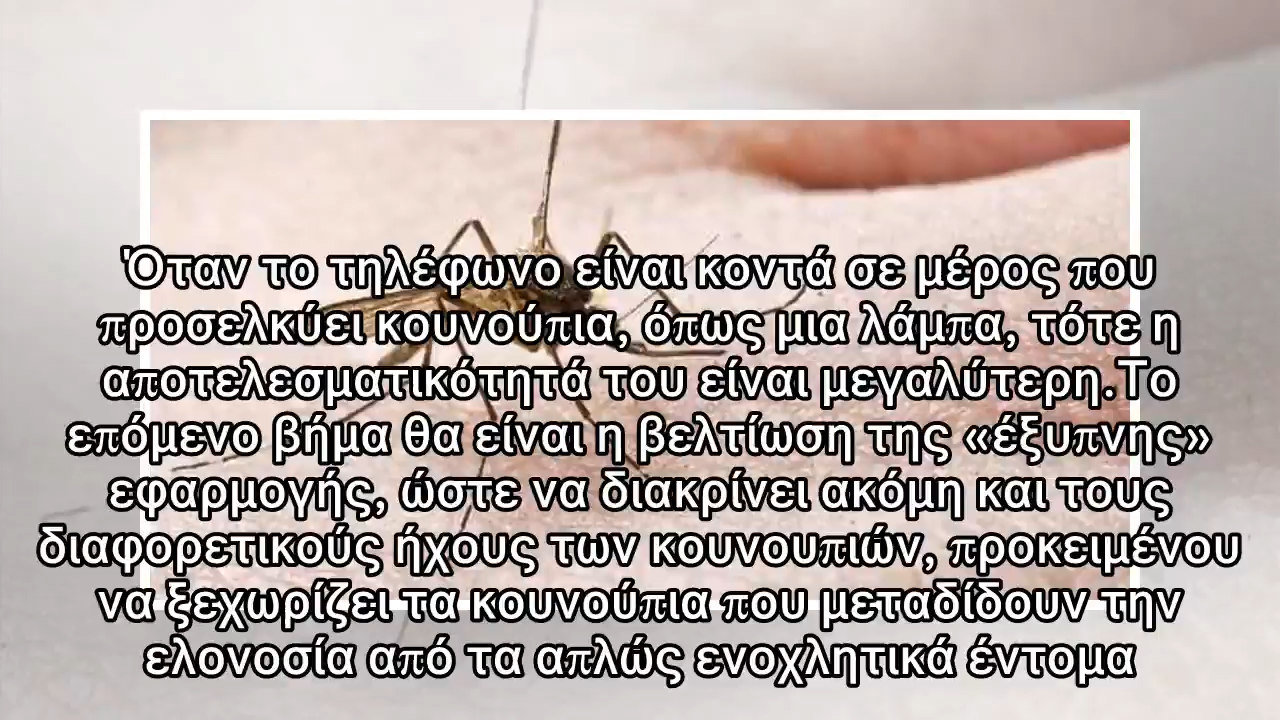 Όταν το τηλέφωνο είναι κοντά σε μέρος που
προσελκύει κουνούπια, όπως μια λάμπα, τότε η
αποτελεσματικότητά του είναι μεγαλύτερη.Το
επόμενο βήμα θα είναι η βελτίωση της «έξυπνης»
εφαρμογής, ώστε να διακρίνει ακόμη και τους
διαφορετικούς ήχους των κουνουπιών, προκειμένου
να ξεχωρίζει τα κουνούπια που μεταδίδουν την
ελονοσία από τα απλώς ενοχλητικά έντομα